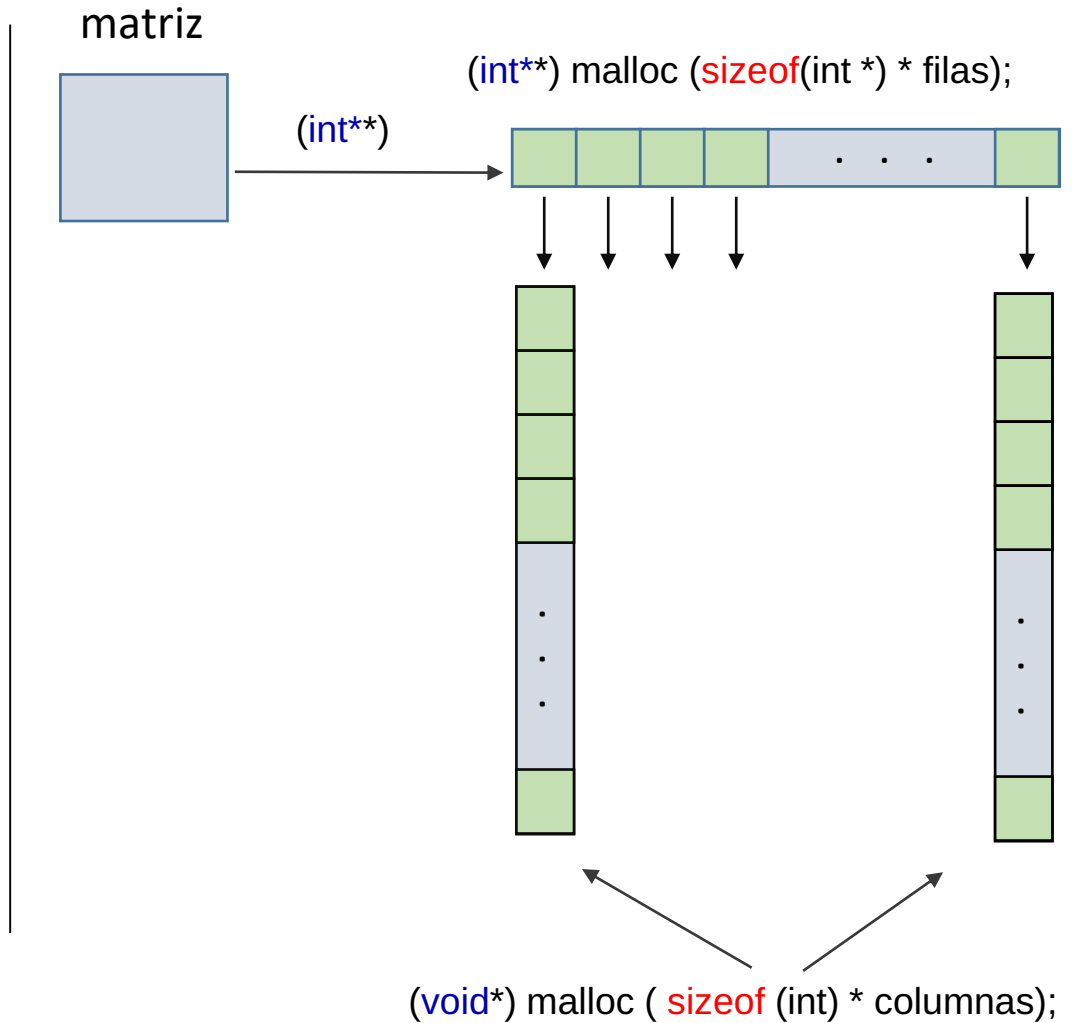 matriz
(int**) malloc (sizeof(int *) * filas);
(int**)
. . .
.
.
.
.
.
.
(void*) malloc ( sizeof (int) * columnas);